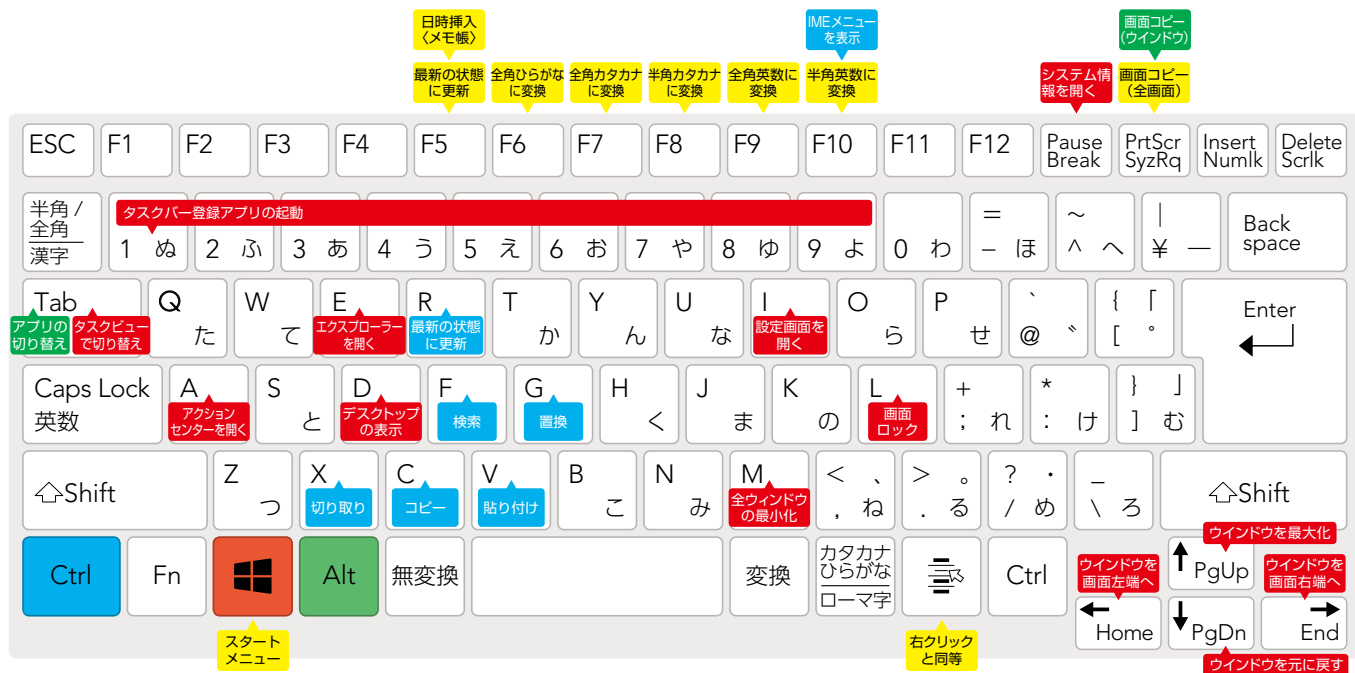 日時挿入
〈メモ帳〉
IMEメニュー
を表示
画面コピー
(ウインドウ)
最新の状態
に更新
全角ひらがな
に変換
全角カタカナ
に変換
半角カタカナ
に変換
全角英数に
変換
半角英数に
変換
システム情
報を開く
画面コピー
(全画面)
ESC
F1
F2
F3
F4
F5
F6
F7
F8
F9
F10
F11
F12
Pause
Break
PrtScr
SyzRq
Insert
Numlk
Delete
Scrlk
半角 /
全角
漢字
タスクバー登録アプリの起動
1 ぬ
2 ふ
3 あ
4 う
5 え
6 お
7 や
8 ゆ
9 よ
0 わ
=
– ほ
~
^ へ
|
¥ —
Back
space
Tab
アプリの
切り替え
タスクビュー
で切り替え
Q
た
W
て
E
エクスプローラー
を開く
R
最新の状態
に更新
T
か
Y
ん
U
な
I
設定画面を
開く
O
ら
P
せ
`
@ ゛
{ 「
[ ゜
Enter
Caps Lock
英数
A
アクション
センターを開く
S
と
D
デスクトップ
の表示
F
検索
G
置換
H
く
J
ま
K
の
L
画面
ロック
+
; れ
*
: け
} 」
] む
Shift
Z
つ
X
切り取り
C
コピー
V
貼り付け
B
こ
N
み
M
全ウィンドウ
の最小化
< 、
, ね
> 。
. る
? ・
/ め
_
\ ろ
Shift
Ctrl
Fn
Alt
無変換
変換
カタカナ
ひらがな
ローマ字
Ctrl
ウインドウを最大化
↑ PgUp
ウインドウを
画面左端へ
ウインドウを
画面右端へ
←
Home
↓ PgDn
→
End
スタート
メニュー
右クリック
と同等
ウインドウを元に戻す